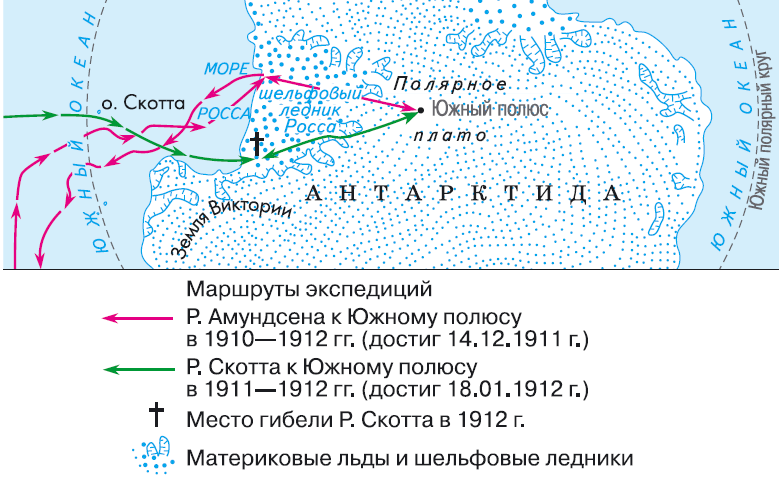 ЮЖНЫЙ ОКЕАН
о. Скотта
МОРЕ
РОССА
шельфовый
ледник
Росса
Полярное
Южный полюс
плато
АНТАРКТИДА
Земля Виктории
ЮЖНЫЙ ОКЕАН
Южный полярный круг
Маршруты экспедиций
Р. Амундсена к Южному полюсу
в 1910—1912 гг. (достиг 14.12.1911 г.)
Р. Скотта к Южному полюсу
в 1911—1912 гг. (достиг 18.01.1912 г.)
Место гибели Р. Скотта в 1912 г.
Материковые льды и шельфовые ледники